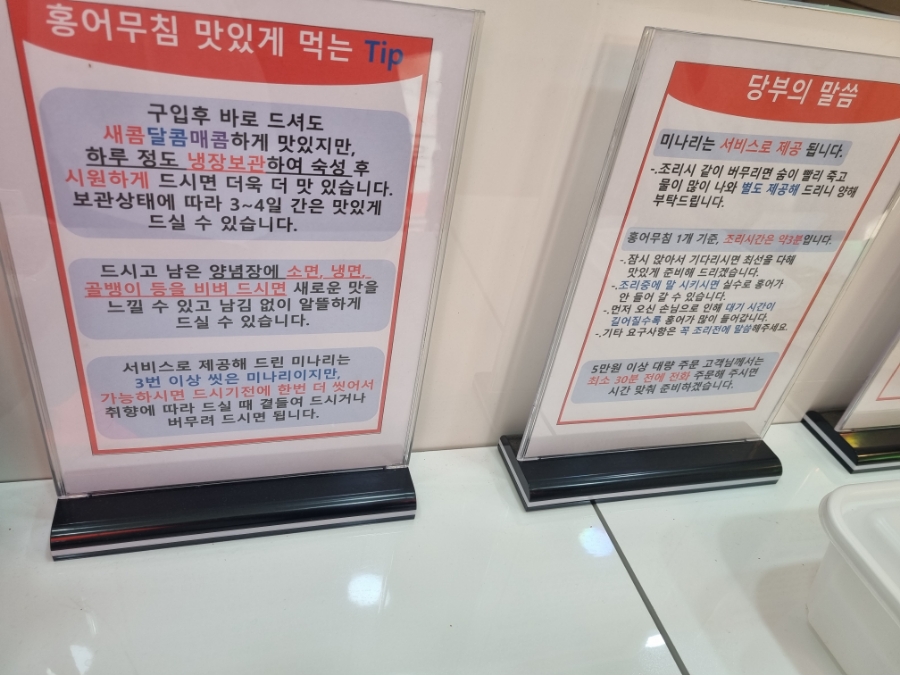 홍어무침 맛있게 먹는 Tip
구입후 바로 드셔도
새콤달콤매콤하게 맛있지만,
하루 정도 냉장보관하여 숙성 후
시원하게 드시면 더욱 더 맛 있습니다.
보관상태에 따라 3~4일 간은 맛있게
드실 수 있습니다.
드시고 남은 양념장에 소면, 냉면,
골뱅이 등을 비벼 드시면 새로운 맛을
느낄 수 있고 남김 없이 알뜰하게
드실 수 있습니다.
서비스로 제공해 드린 미나리는
3번 이상 씻은 미나리이지만,
가능하시면 드시기전에 한번 더 씻어서
취향에 따라 드실 때 곁들여 드시거나
버무려 드시면 됩니다.
당부의 말씀
미나리는 서비스로 제공 됩니다.
-.조리시 같이 버무리면 숨이 빨리 죽고
물이 많이 나와 별도 제공해 드리니 양해
부탁드립니다.
홍어무침 1개 기준, 조리시간은 약3분입니다.
-.잠시 앉아서 기다리시면 최선을 다해
맛있게 준비해 드리겠습니다.
-.조리중에 말 시키시면 실수로 홍어가
안 들어 갈 수 있습니다.
-.먼저 오신 손님으로 인해 대기 시간이
길어질수록 홍어가 많이 들어갑니다.
-.기타 요구사항은 꼭 조리전에 말씀해주세요.
5만원 이상 대량 주문 고객님께서는
최소 30분 전에 전화 주문해 주시면
시간 맞춰 준비하겠습니다.